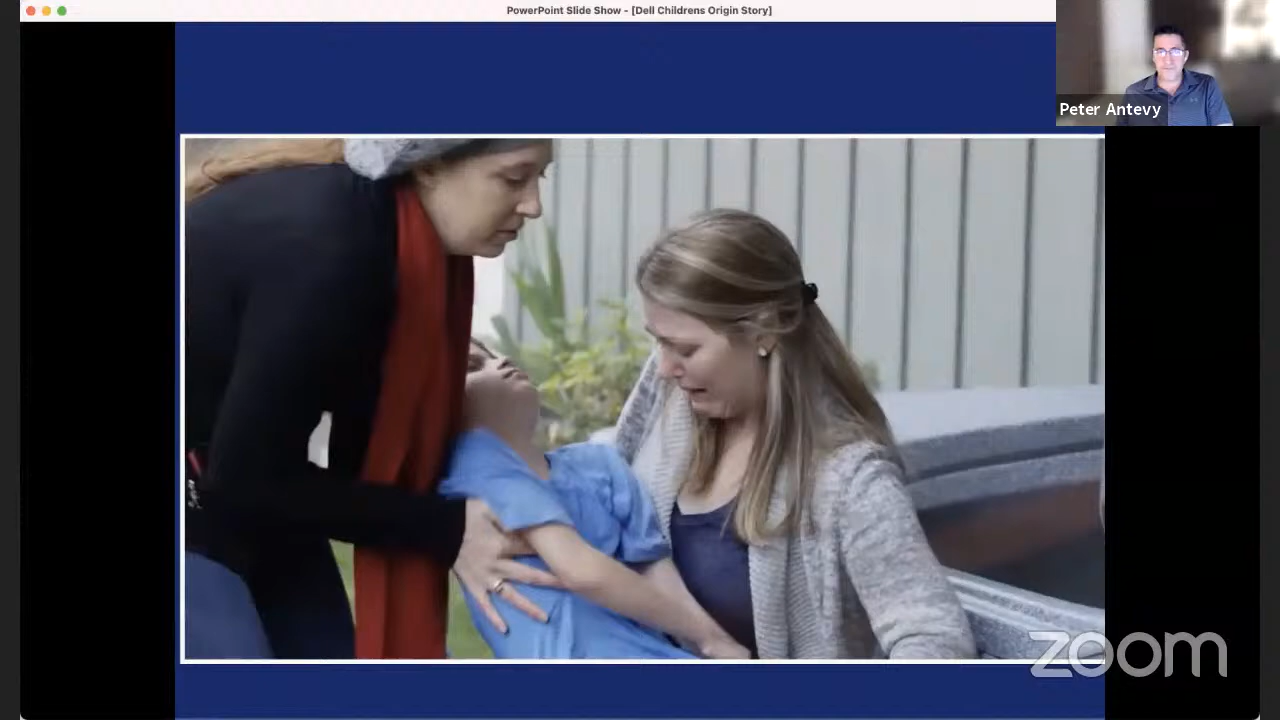 PowerPoint Slide Show - [Dell Childrens Origin Story]
Peter Antevy
zoom